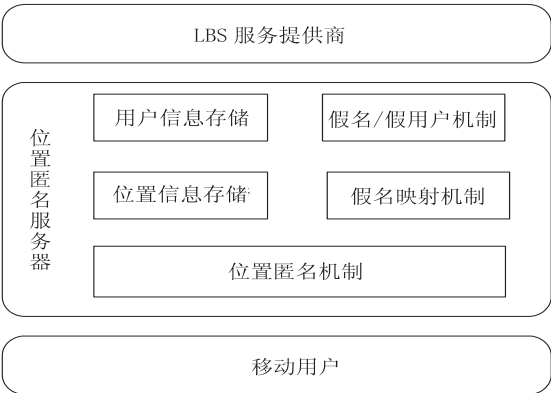 LBS 服务提供商
位置匿名服务器
用户信息存储
假名/假用户机制
位置信息存储
假名映射机制
位置匿名机制
移动用户